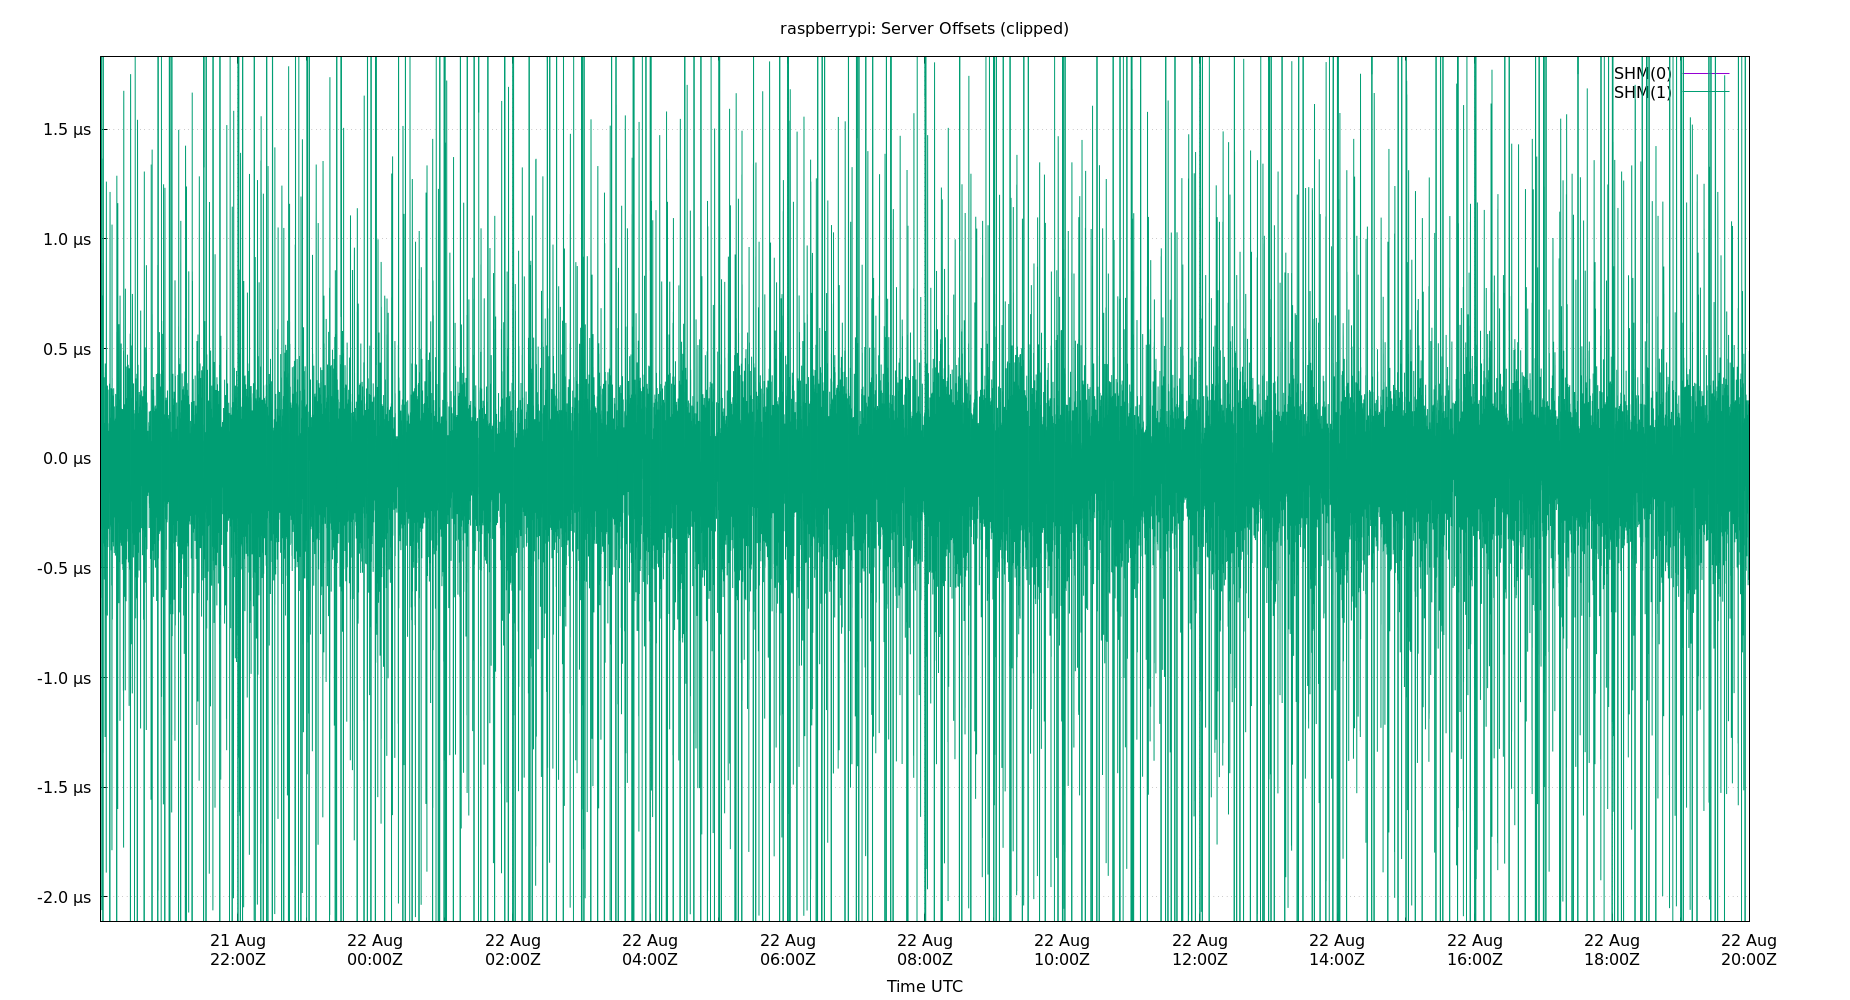 raspberrypi: Server Offsets (clipped)
SHM(0)
SHM(1)
1.5 µs
1.0 µs
0.5 µs
0.0 µs
-0.5 µs
-1.0 µs
-1.5 µs
-2.0 µs
21 Aug 22 Aug 22 Aug 22 Aug 22 Aug 22 Aug 22 Aug 22 Aug 22 Aug 22 Aug 22 Aug 22 Aug
22:00Z 00:00Z 02:00Z 04:00Z 06:00Z 08:00Z 10:00Z 12:00Z 14:00Z 16:00Z 18:00Z 20:00Z
Time UTC